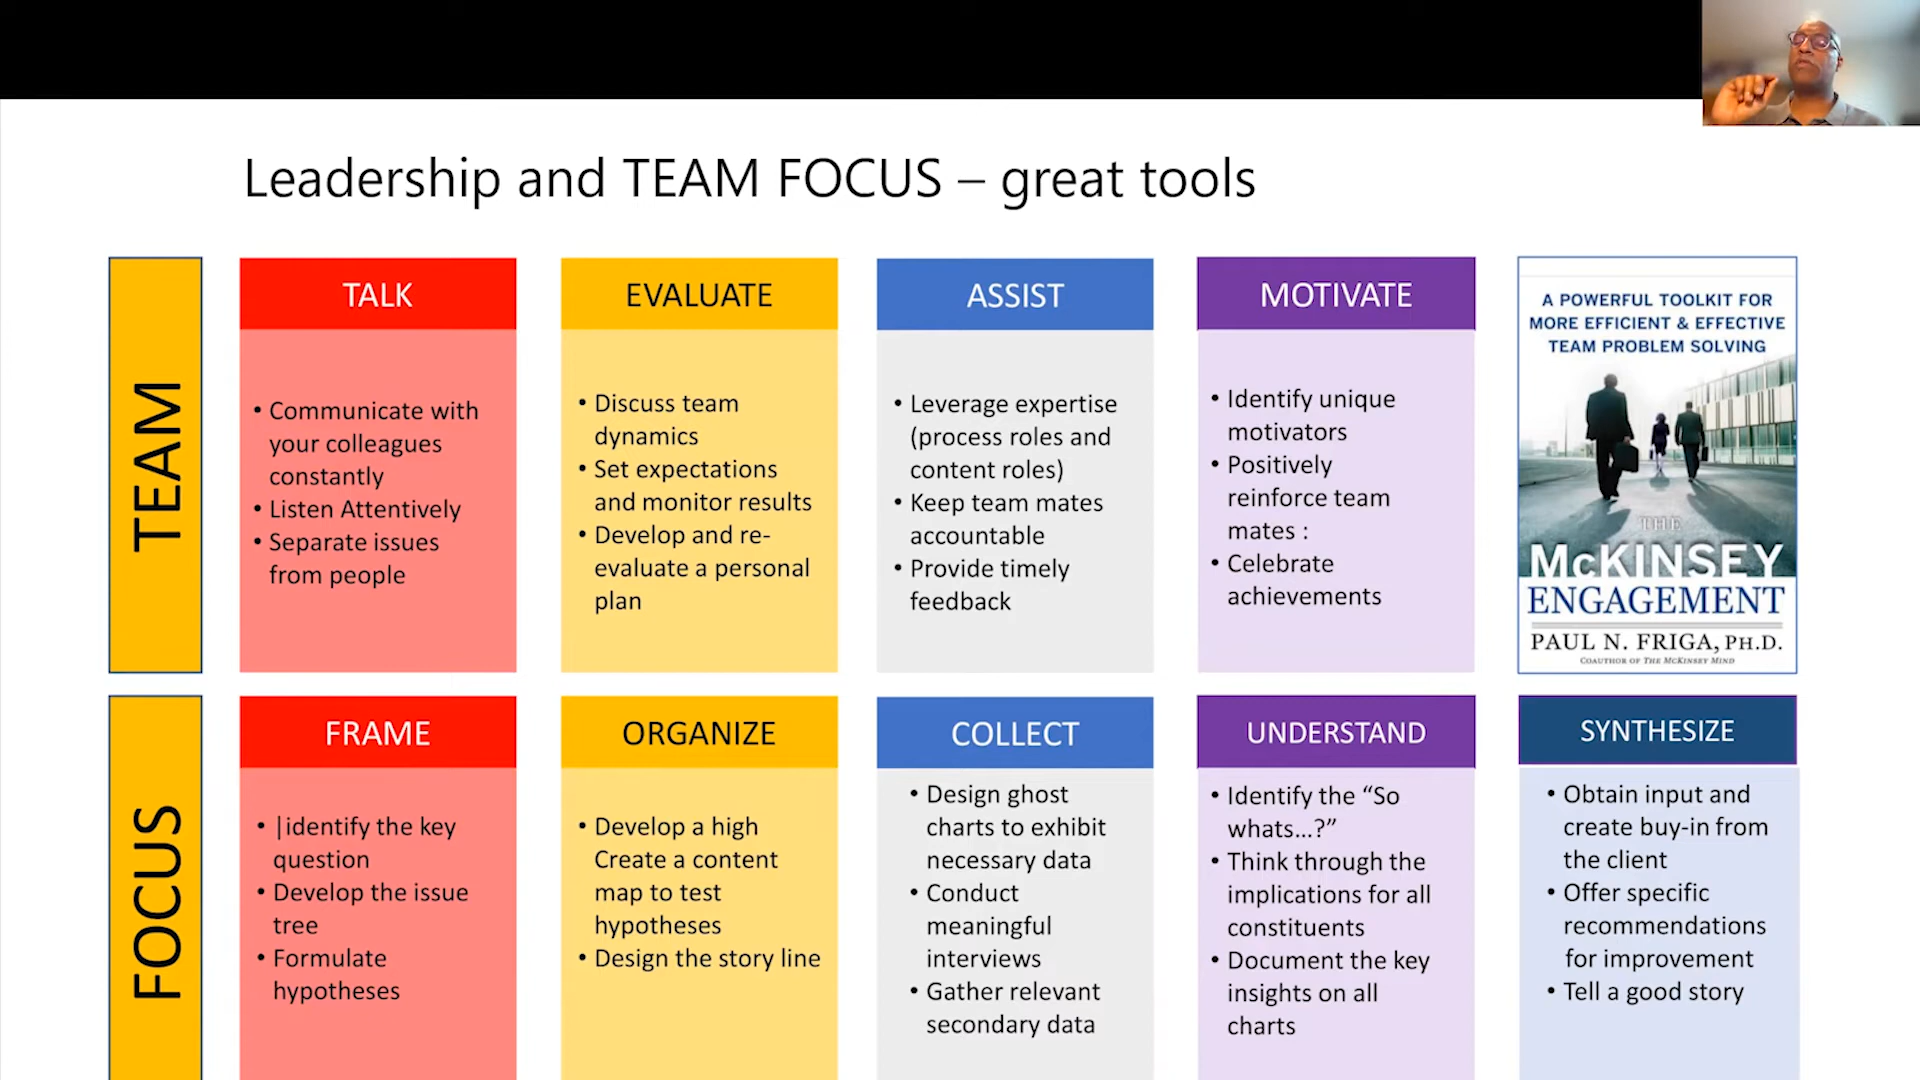 Leadership and TEAM FOCUS – great tools
TEAM
TALK
• Communicate with
your colleagues
constantly
• Listen Attentively
• Separate issues
from people
EVALUATE
• Discuss team
dynamics
• Set expectations
and monitor results
• Develop and re-
evaluate a personal
plan
ASSIST
• Leverage expertise
(process roles and
content roles)
• Keep team mates
accountable
• Provide timely
feedback
MOTIVATE
• Identify unique
motivators
• Positively
reinforce team
mates :
• Celebrate
achievements
A POWERFUL TOOLKIT FOR
MORE EFFICIENT & EFFECTIVE
TEAM PROBLEM SOLVING
THE
McKINSEY
ENGAGEMENT
PAUL N. FRIGA, PH.D.
COAUTHOR OF THE MCKINSEY MIND
FOCUS
FRAME
• |identify the key
question
• Develop the issue
tree
• Formulate
hypotheses
ORGANIZE
• Develop a high
Create a content
map to test
hypotheses
• Design the story line
COLLECT
• Design ghost
charts to exhibit
necessary data
• Conduct
meaningful
interviews
• Gather relevant
secondary data
UNDERSTAND
• Identify the “So
whats...?”
• Think through the
implications for all
constituents
• Document the key
insights on all
charts
SYNTHESIZE
• Obtain input and
create buy-in from
the client
• Offer specific
recommendations
for improvement
• Tell a good story